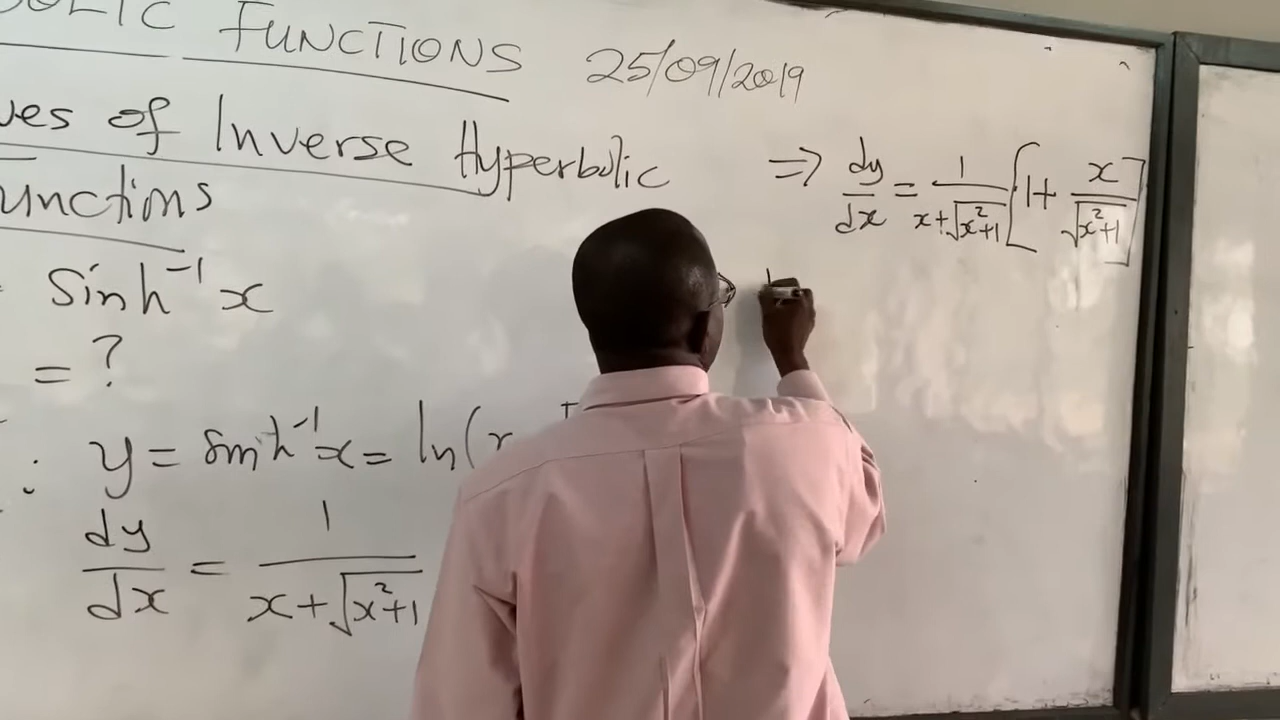 OLIC FUNCTIONS 25/09/2019
ves of Inverse Hyperbolic
unctions
= Sinh⁻¹x
= ?
: y = sinh⁻¹x = ln(x
dy/dx = 1/(x+√(x²+1))
=> dy/dx = 1/(x+√(x²+1)) [1 + x/√(x²+1)]